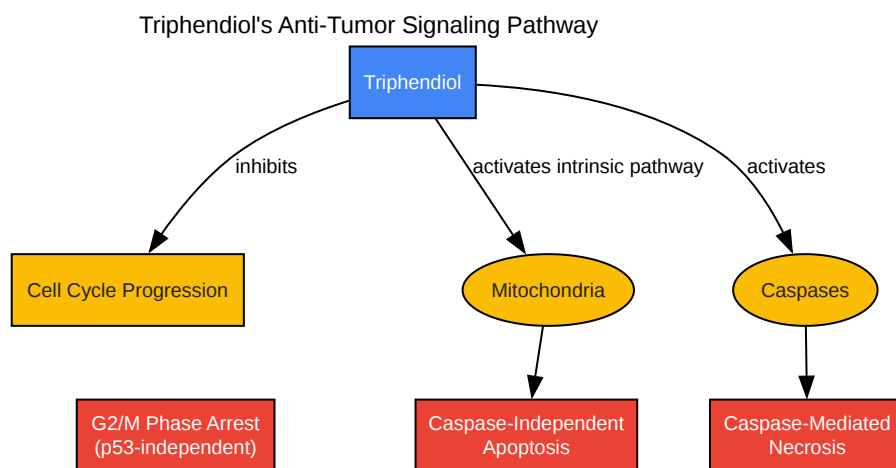 Triphendiol's Anti-Tumor Signaling Pathway
Triphendiol
inhibits
activates intrinsic pathway
activates
Cell Cycle Progression
Mitochondria
Caspases
G2/M Phase Arrest
(p53-independent)
Caspase-Independent
Apoptosis
Caspase-Mediated
Necrosis